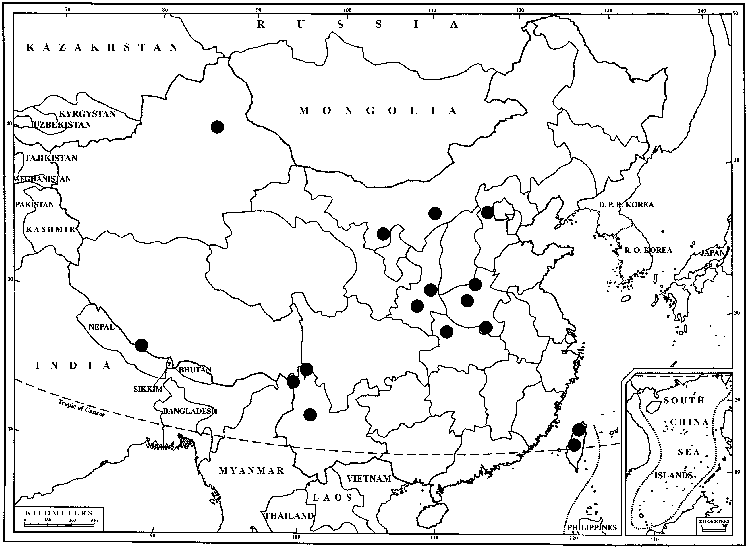 RUSSIA
KAZAKHSTAN
MONGOLIA
KYRGYSTAN
UZBEKISTAN
TAJIKISTAN
PAKISTAN
KASHMIR
D. P. R. KOREA
R. O. KOREA
JAPAN
NEPAL
INDIA
BHUTAN
SIKKIM
BANGLADESH
Tropic of Cancer
MYANMAR
VIETNAM
LAOS
THAILAND
PHILIPPINES
SOUTH
CHINA
SEA
ISLANDS
KILOMETERS